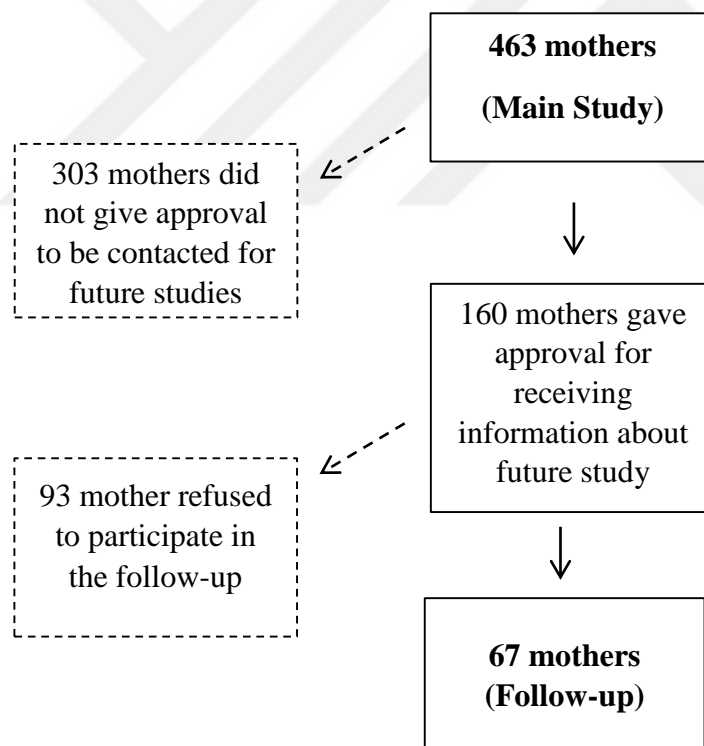 463 mothers
(Main Study)
303 mothers did
not give approval
to be contacted for
future studies
160 mothers gave
approval for
receiving
information about
future study
93 mother refused
to participate in
the follow-up
67 mothers
(Follow-up)